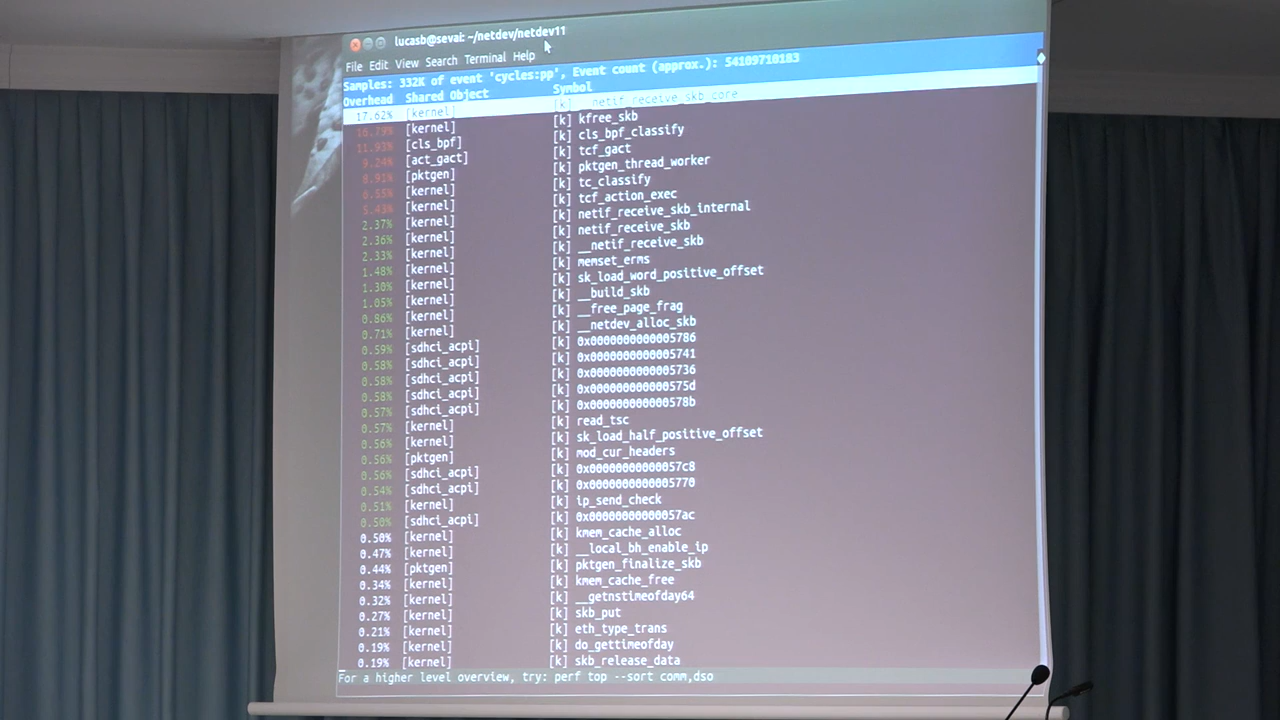 lucasb@seval: ~/netdev/netdev11
File Edit View Search Terminal Help
Samples: 332K of event 'cycles:pp', Event count (approx.): 54109710183
Overhead Shared Object Symbol
17.62% [kernel] [k] __netif_receive_skb_core
16.79% [kernel] [k] kfree_skb
11.93% [cls_bpf] [k] cls_bpf_classify
9.24% [act_gact] [k] tcf_gact
8.91% [pktgen] [k] pktgen_thread_worker
[kernel] [k] tc_classify
5.43% [kernel] [k] tcf_action_exec
2.37% [kernel] [k] netif_receive_skb_internal
2.36% [kernel] [k] netif_receive_skb
2.33% [kernel] [k] __netif_receive_skb
1.48% [kernel] [k] memset_erms
1.30% [kernel] [k] sk_load_word_positive_offset
1.05% [kernel] [k] __build_skb
0.86% [kernel] [k] __free_page_frag
0.71% [kernel] [k] __netdev_alloc_skb
0.59% [sdhci_acpi] [k] 0x0000000000005786
0.58% [sdhci_acpi] [k] 0x0000000000005741
0.58% [sdhci_acpi] [k] 0x0000000000005736
0.58% [sdhci_acpi] [k] 0x000000000000575d
0.57% [sdhci_acpi] [k] 0x000000000000578b
0.57% [kernel] [k] read_tsc
0.56% [kernel] [k] sk_load_half_positive_offset
0.56% [pktgen] [k] mod_cur_headers
0.56% [sdhci_acpi] [k] 0x00000000000057c8
0.54% [sdhci_acpi] [k] 0x0000000000005770
0.51% [kernel] [k] ip_send_check
0.50% [sdhci_acpi] [k] 0x00000000000057ac
0.50% [kernel] [k] kmem_cache_alloc
0.47% [kernel] [k] __local_bh_enable_ip
0.44% [pktgen] [k] pktgen_finalize_skb
0.34% [kernel] [k] kmem_cache_free
0.32% [kernel] [k] __getnstimeofday64
0.27% [kernel] [k] skb_put
0.21% [kernel] [k] eth_type_trans
0.19% [kernel] [k] do_gettimeofday
0.19% [kernel] [k] skb_release_data
For a higher level overview, try: perf top --sort comm,dso